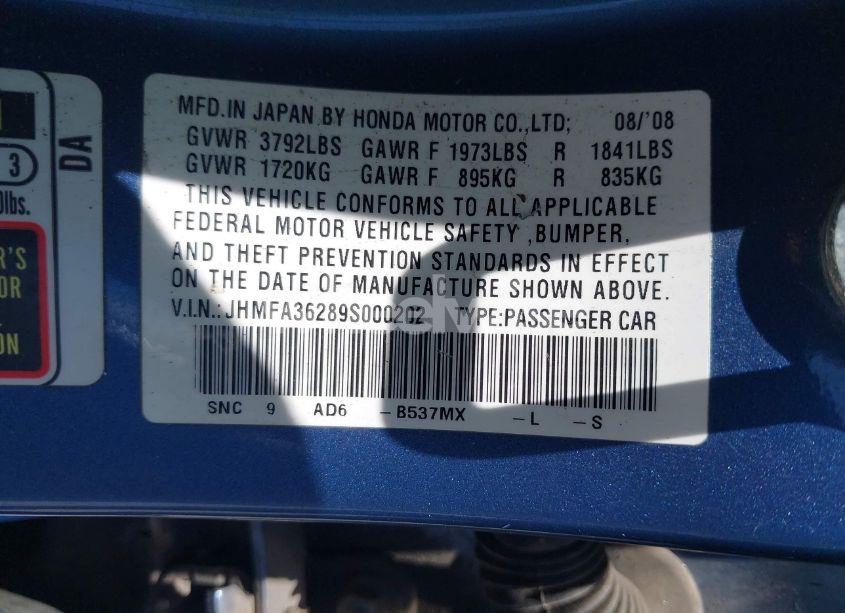 MFD.IN JAPAN BY HONDA MOTOR CO.,LTD; 08/'08
GVWR 3792LBS GAWR F 1973LBS R 1841LBS
GVWR 1720KG GAWR F 895KG R 835KG
THIS VEHICLE CONFORMS TO ALL APPLICABLE
FEDERAL MOTOR VEHICLE SAFETY ,BUMPER,
AND THEFT PREVENTION STANDARDS IN EFFECT
ON THE DATE OF MANUFACTURE SHOWN ABOVE.
V.I.N.: JHMFA36289S000202 TYPE:PASSENGER CAR
SNC 9 AD6 -B537MX -L -S
DA
3
lbs.